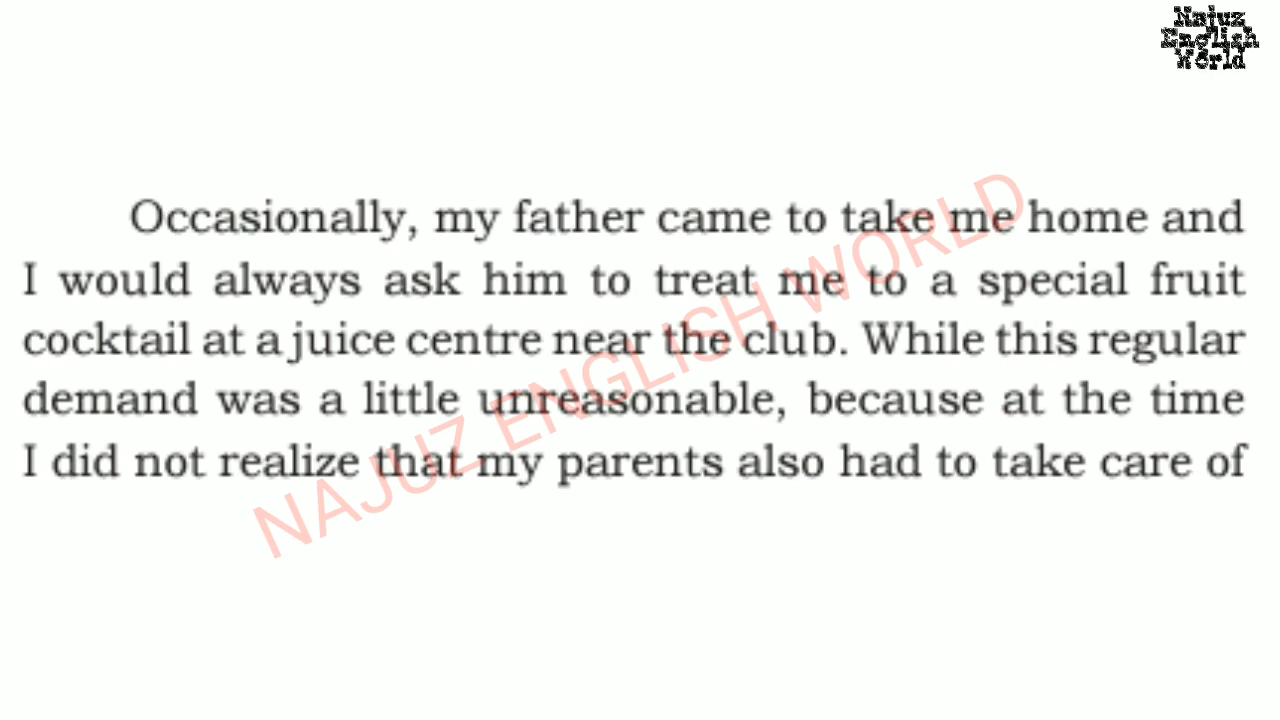 Najuz
English
World
Occasionally, my father came to take me home and
I would always ask him to treat me to a special fruit
cocktail at a juice centre near the club. While this regular
demand was a little unreasonable, because at the time
I did not realize that my parents also had to take care of
NAJUZ ENGLISH WORLD